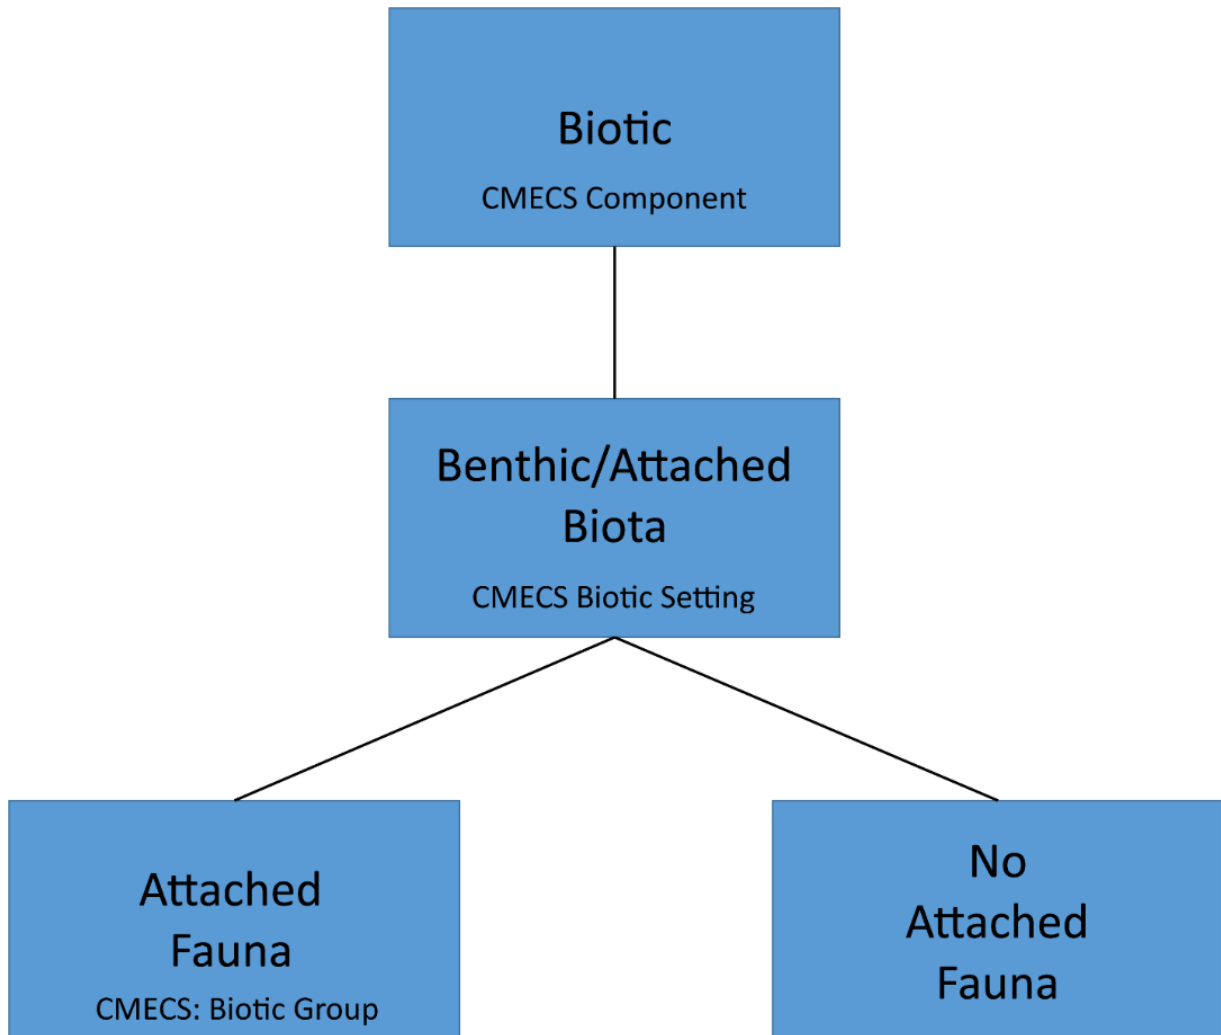 Biotic
CMECS Component
Benthic/Attached
Biota
CMECS Biotic Setting
Attached
Fauna
CMECS: Biotic Group
No
Attached
Fauna